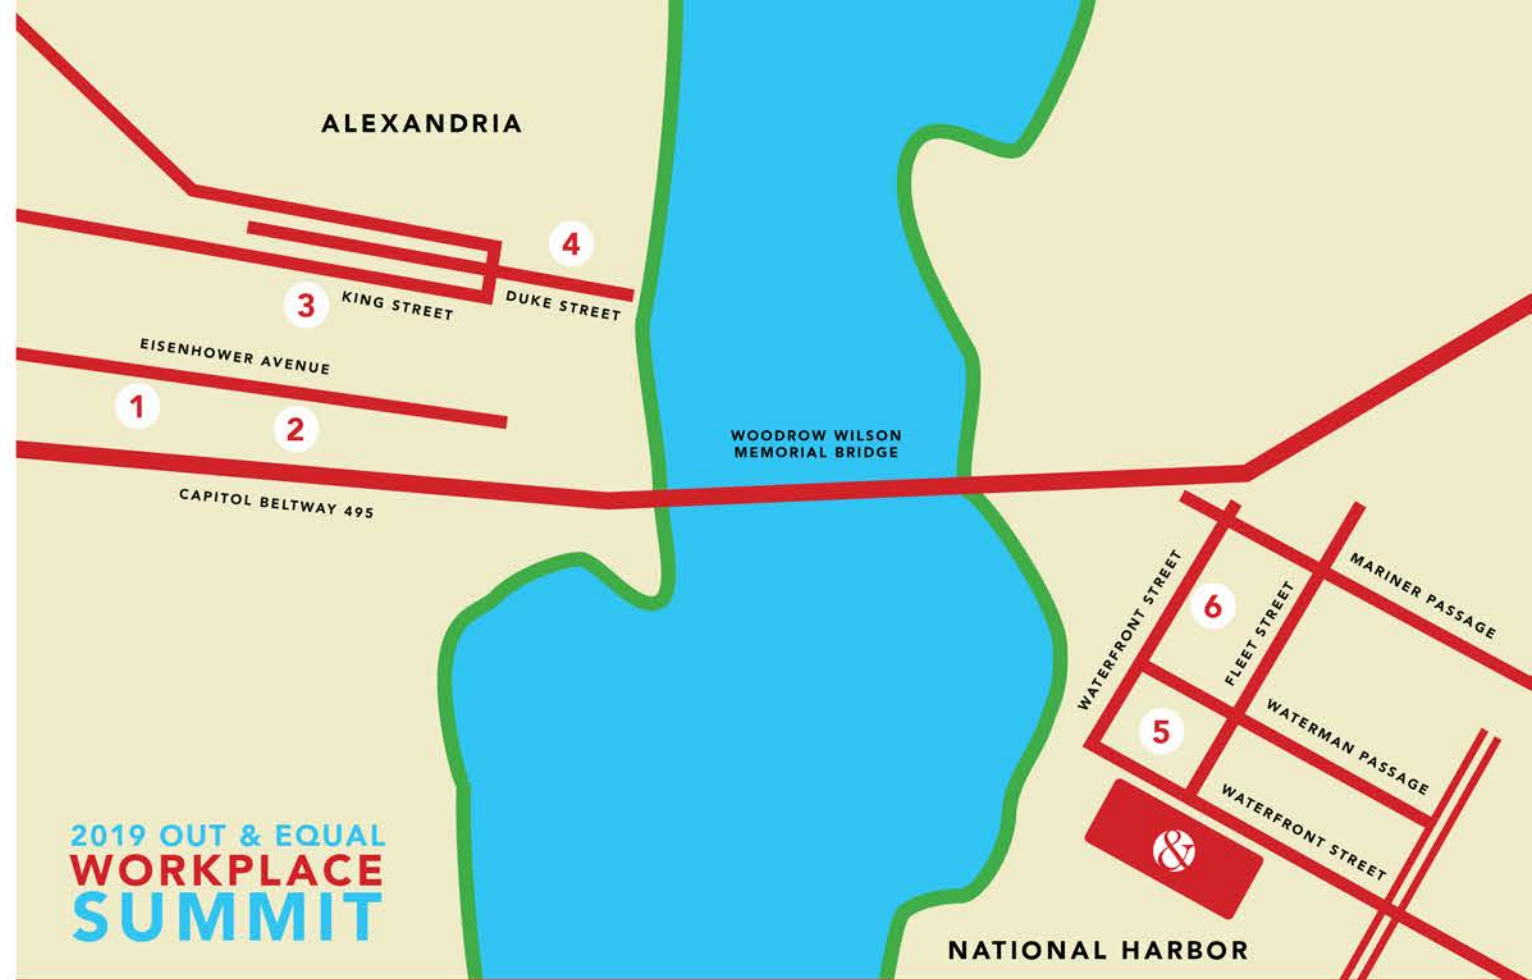 ALEXANDRIA
4
3
KING STREET
DUKE STREET
EISENHOWER AVENUE
1
2
CAPITOL BELTWAY 495
WOODROW WILSON
MEMORIAL BRIDGE
WATERFRONT STREET
6
FLEET STREET
MARINER PASSAGE
5
WATERMAN PASSAGE
WATERFRONT STREET
&
2019 OUT & EQUAL
WORKPLACE
SUMMIT
NATIONAL HARBOR